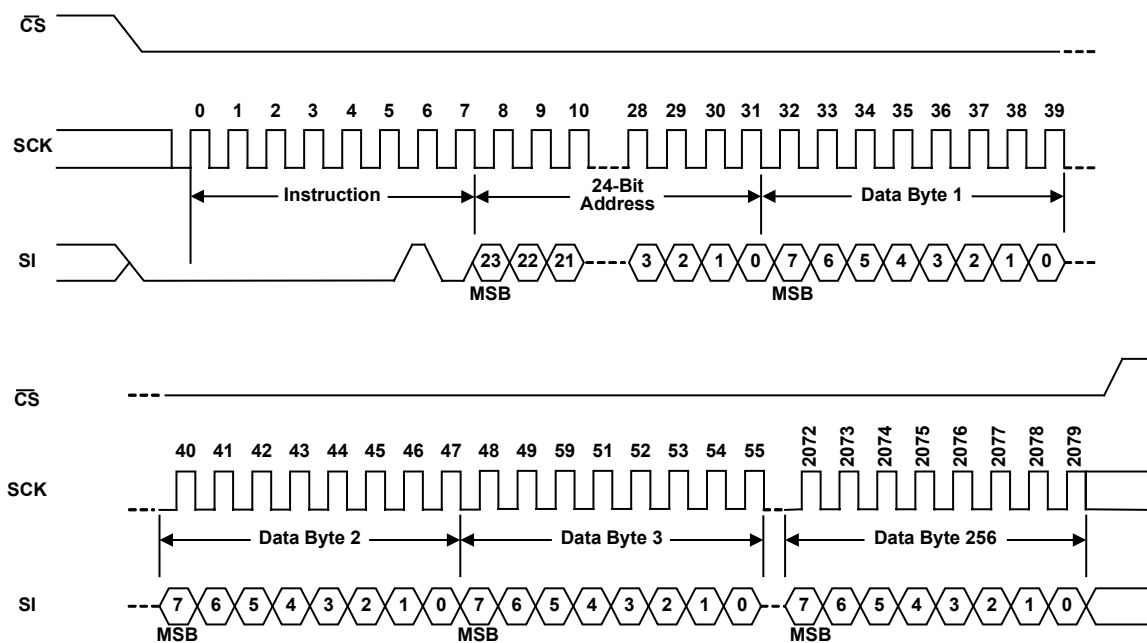 CS
0 1 2 3 4 5 6 7 8 9 10 28 29 30 31 32 33 34 35 36 37 38 39
SCK
Instruction
24-Bit
Address
Data Byte 1
SI
23 22 21 3 2 1 0 7 6 5 4 3 2 1 0
MSB MSB
CS
40 41 42 43 44 45 46 47 48 49 59 51 52 53 54 55 2072 2073 2074 2075 2076 2077 2078 2079
SCK
Data Byte 2 Data Byte 3 Data Byte 256
SI
7 6 5 4 3 2 1 0 7 6 5 4 3 2 1 0 7 6 5 4 3 2 1 0
MSB MSB MSB